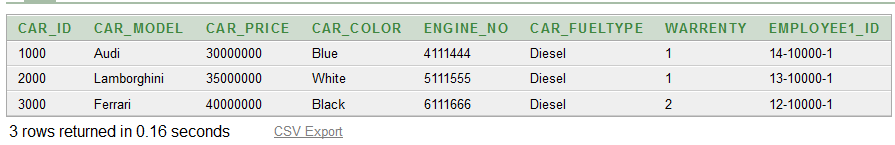 CAR_ID CAR_MODEL CAR_PRICE CAR_COLOR ENGINE_NO CAR_FUELTYPE WARRENTY EMPLOYEE1_ID
1000 Audi 30000000 Blue 4111444 Diesel 1 14-10000-1
2000 Lamborghini 35000000 White 5111555 Diesel 1 13-10000-1
3000 Ferrari 40000000 Black 6111666 Diesel 2 12-10000-1
3 rows returned in 0.16 seconds CSV Export